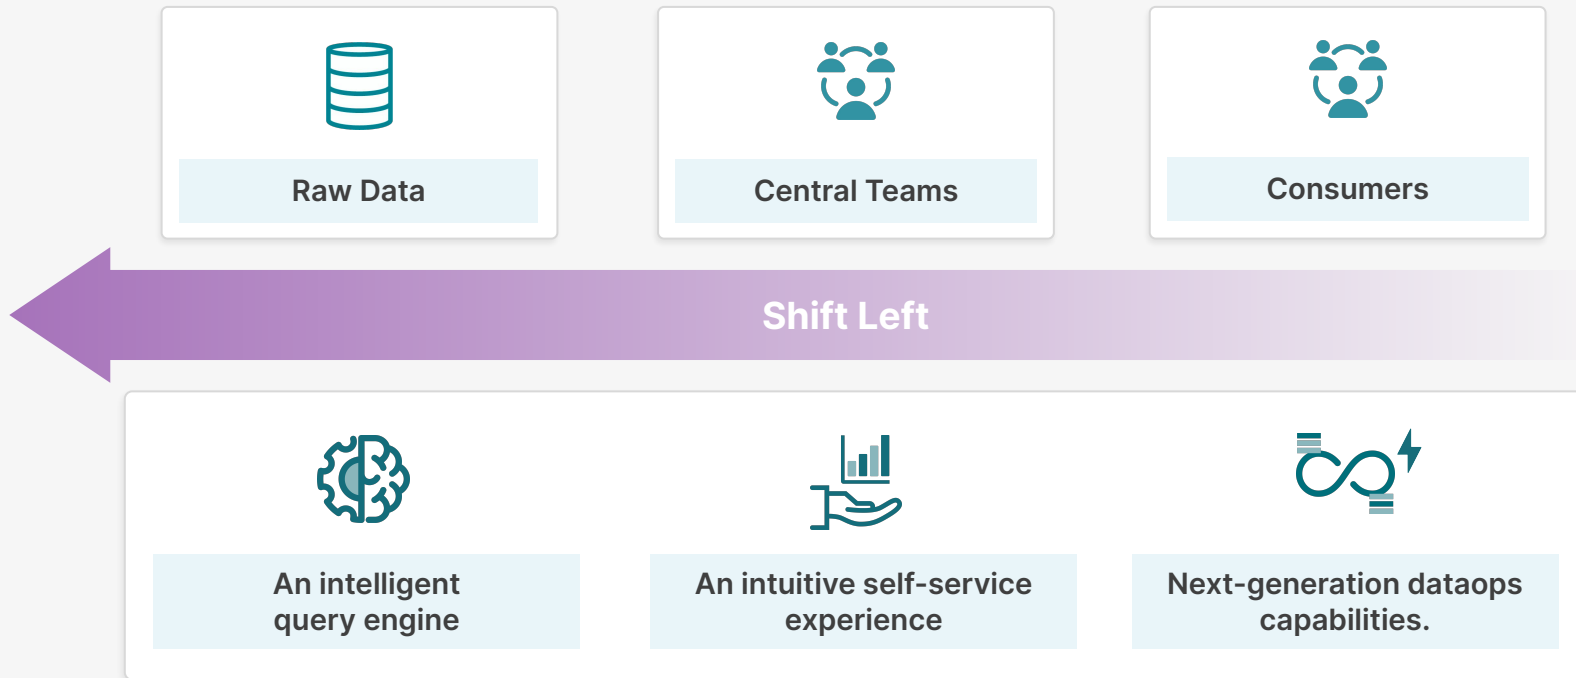 Raw Data
Central Teams
Consumers
Shift Left
An intelligent
query engine
An intuitive self-service
experience
Next-generation dataops
capabilities.